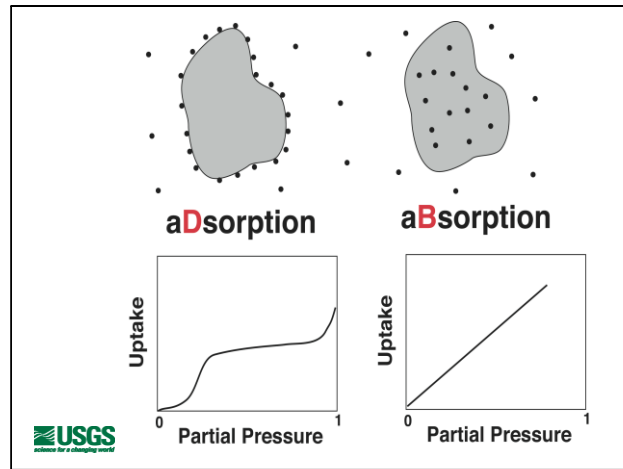 aDsorption
aBsorption
Uptake
0
1
Partial Pressure
Uptake
0
1
Partial Pressure
USGS
science for a changing world